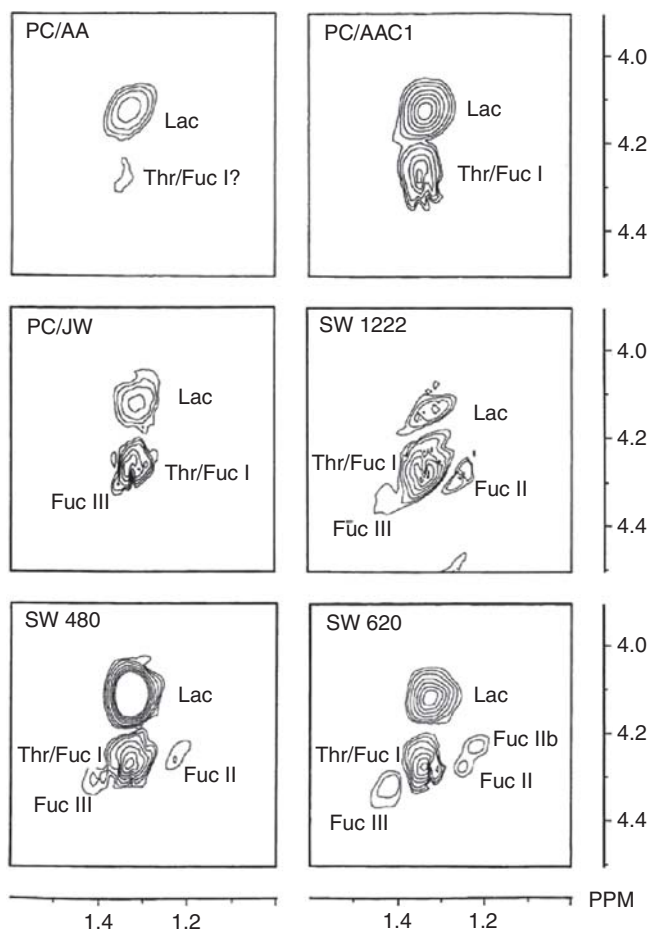 PC/AA
Lac
Thr/Fuc I?
PC/AAC1
Lac
Thr/Fuc I
4.0
4.2
4.4
PC/JW
Lac
Thr/Fuc I
Fuc III
SW 1222
Lac
Thr/Fuc I
Fuc II
Fuc III
4.0
4.2
4.4
SW 480
Lac
Thr/Fuc I
Fuc II
Fuc III
SW 620
Lac
Fuc IIb
Thr/Fuc I
Fuc II
Fuc III
4.0
4.2
4.4
PPM
1.4 1.2
1.4 1.2